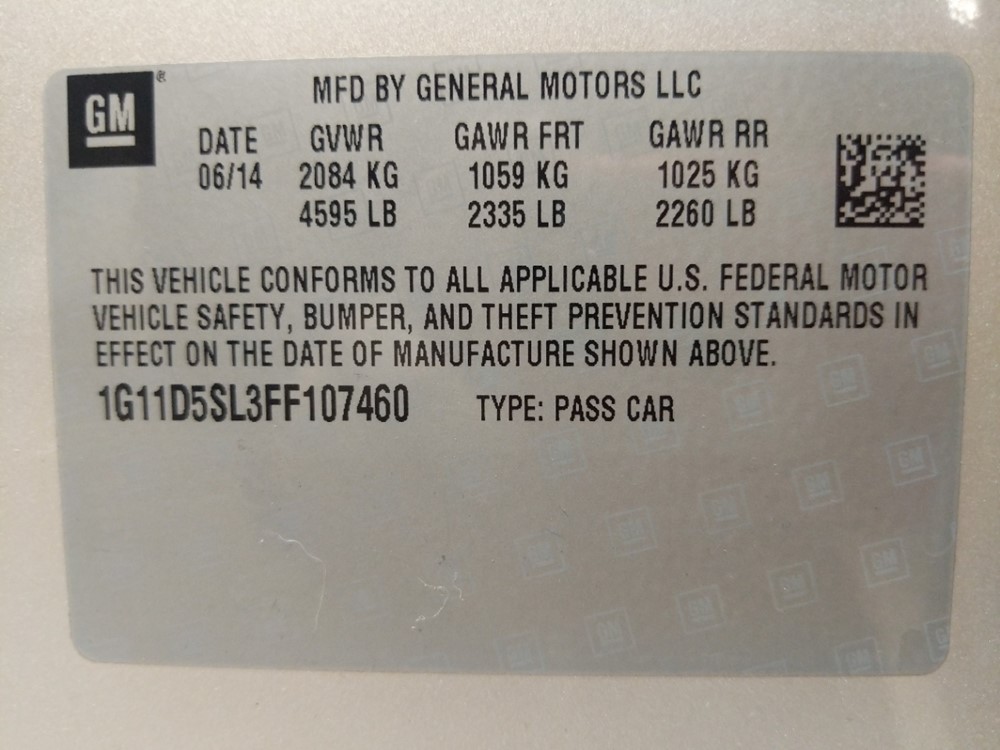 GM®
MFD BY GENERAL MOTORS LLC
DATE GVWR GAWR FRT GAWR RR
06/14 2084 KG 1059 KG 1025 KG
4595 LB 2335 LB 2260 LB
THIS VEHICLE CONFORMS TO ALL APPLICABLE U.S. FEDERAL MOTOR
VEHICLE SAFETY, BUMPER, AND THEFT PREVENTION STANDARDS IN
EFFECT ON THE DATE OF MANUFACTURE SHOWN ABOVE.
1G11D5SL3FF107460 TYPE: PASS CAR